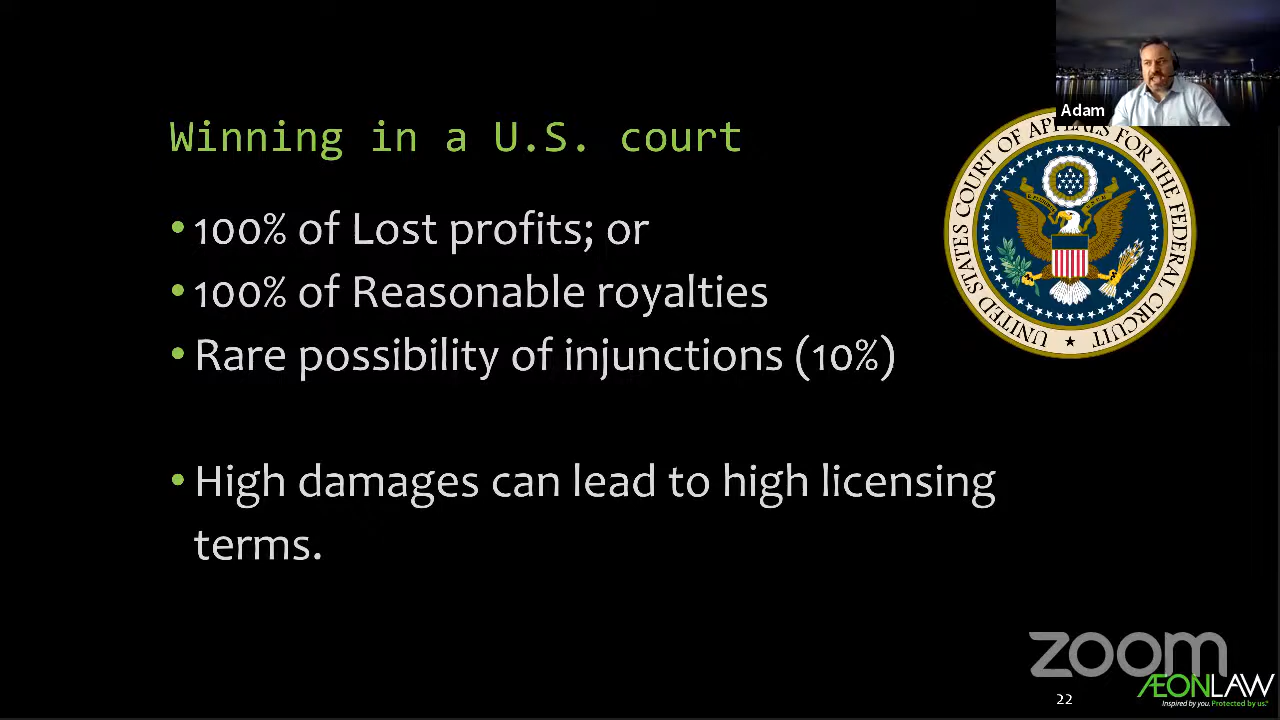 Adam
Winning in a U.S. court
• 100% of Lost profits; or
• 100% of Reasonable royalties
• Rare possibility of injunctions (10%)
• High damages can lead to high licensing
terms.
UNITED STATES COURT OF APPEALS FOR THE FEDERAL CIRCUIT
zoom
22
ÆONLAW
Inspired by you. Protected by us.®